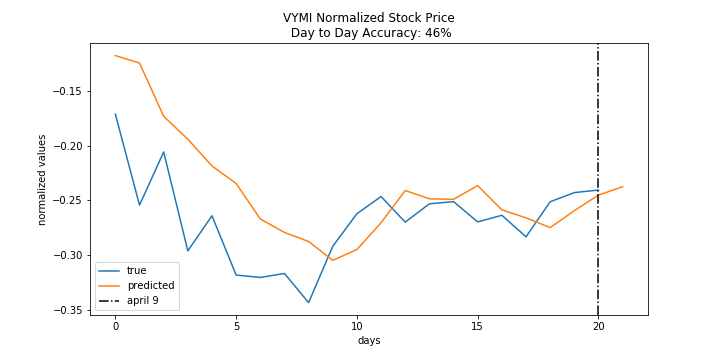 VYMI Normalized Stock Price
Day to Day Accuracy: 46%
normalized values
−0.15
−0.20
−0.25
−0.30
−0.35
true
predicted
april 9
0
5
10
15
20
days